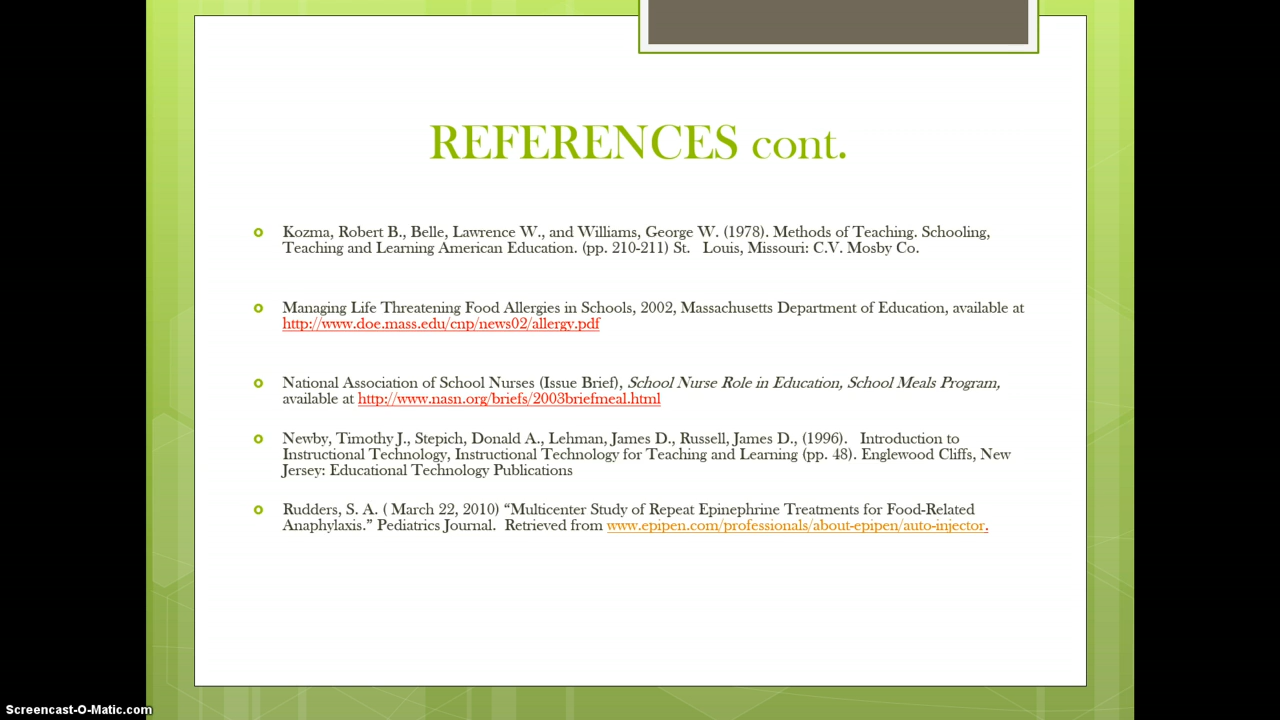 REFERENCES cont.
Kozma, Robert B., Belle, Lawrence W., and Williams, George W. (1978). Methods of Teaching. Schooling,
Teaching and Learning American Education. (pp. 210-211) St.   Louis, Missouri: C.V. Mosby Co.
Managing Life Threatening Food Allergies in Schools, 2002, Massachusetts Department of Education, available at
http://www.doe.mass.edu/cnp/news02/allergy.pdf
National Association of School Nurses (Issue Brief), School Nurse Role in Education, School Meals Program,
available at http://www.nasn.org/briefs/2003briefmeal.html
Newby, Timothy J., Stepich, Donald A., Lehman, James D., Russell, James D., (1996).   Introduction to
Instructional Technology, Instructional Technology for Teaching and Learning (pp. 48). Englewood Cliffs, New
Jersey: Educational Technology Publications
Rudders, S. A. ( March 22, 2010) “Multicenter Study of Repeat Epinephrine Treatments for Food-Related
Anaphylaxis.” Pediatrics Journal.  Retrieved from www.epipen.com/professionals/about-epipen/auto-injector.
Screencast-O-Matic.com